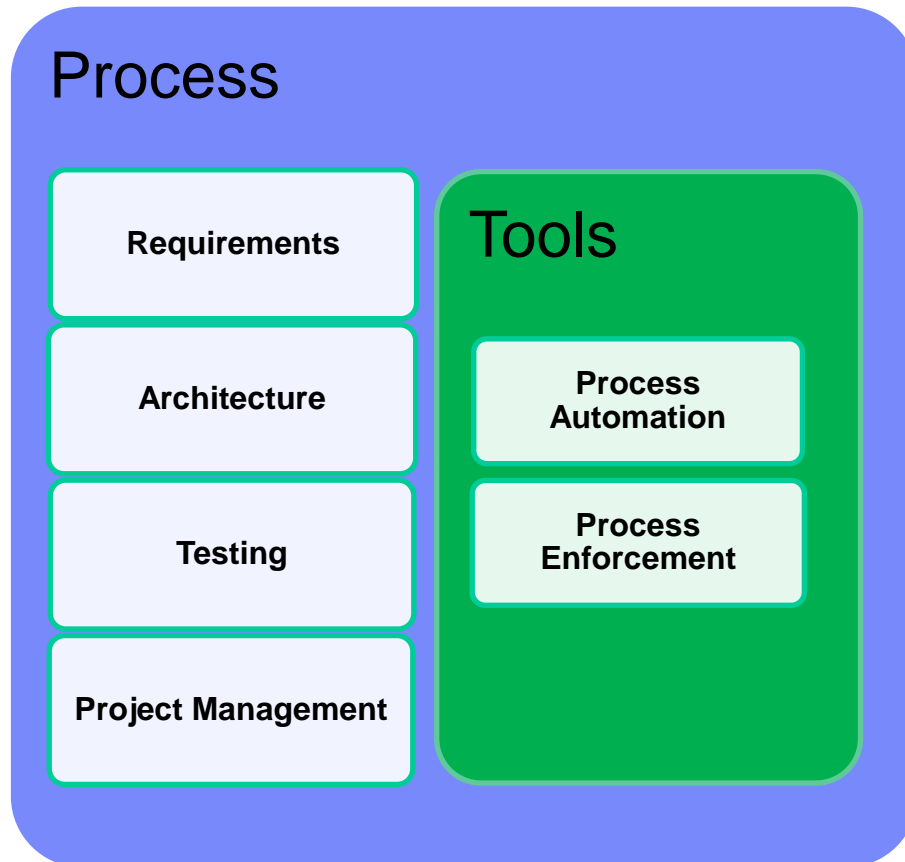 Process
Requirements
Architecture
Testing
Project Management
Tools
Process
Automation
Process
Enforcement